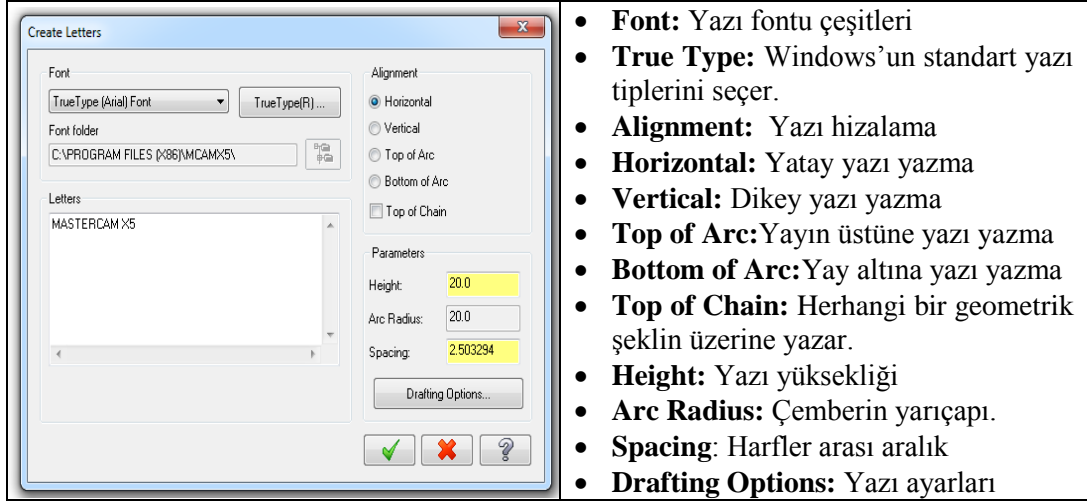 Create Letters
Font
TrueType (Arial) Font
TrueType(R) ...
Font folder
C:\PROGRAM FILES (X86)\MCAMX5\
Letters
MASTERCAM X5
Alignment
Horizontal
Vertical
Top of Arc
Bottom of Arc
Top of Chain
Parameters
Height: 20.0
Arc Radius: 20.0
Spacing: 2.503294
Drafting Options...
• Font: Yazı fontu çeşitleri
• True Type: Windows’un standart yazı
tiplerini seçer.
• Alignment: Yazı hizalama
• Horizontal: Yatay yazı yazma
• Vertical: Dikey yazı yazma
• Top of Arc:Yayın üstüne yazı yazma
• Bottom of Arc:Yay altına yazı yazma
• Top of Chain: Herhangi bir geometrik
şeklin üzerine yazar.
• Height: Yazı yüksekliği
• Arc Radius: Çemberin yarıçapı.
• Spacing: Harfler arası aralık
• Drafting Options: Yazı ayarları